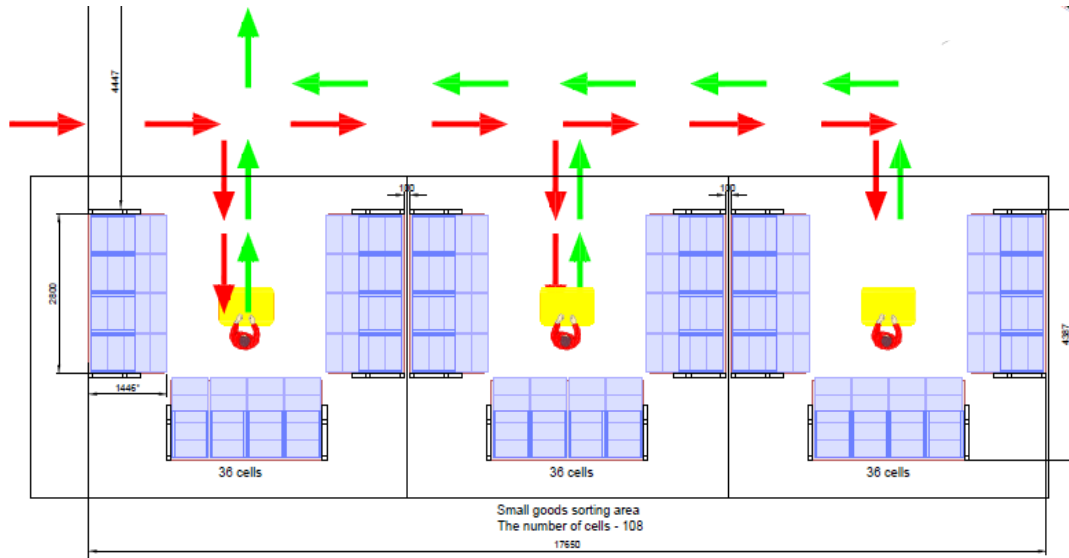 4447
100
100
2800
4387
1445*
36 cells
36 cells
36 cells
Small goods sorting area
The number of cells - 108
17650